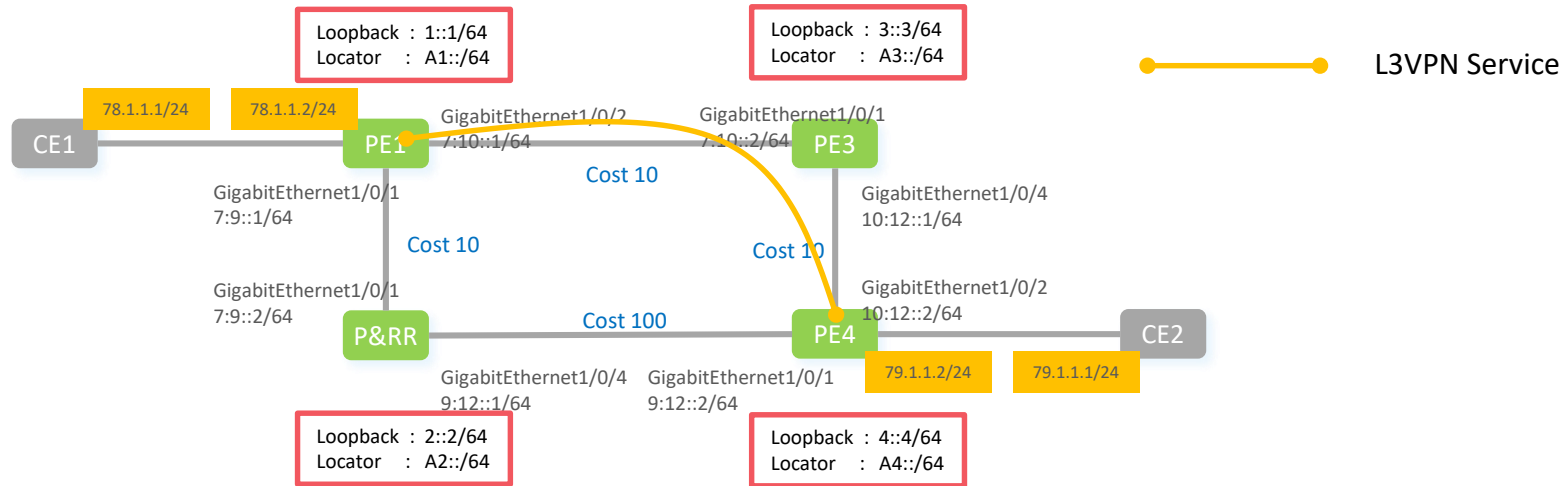 Loopback : 1::1/64
Locator : A1::/64
Loopback : 3::3/64
Locator : A3::/64
L3VPN Service
78.1.1.1/24
78.1.1.2/24
GigabitEthernet1/0/2
7:10::1/64
GigabitEthernet1/0/1
7:10::2/64
CE1
PE1
PE3
Cost 10
GigabitEthernet1/0/1
7:9::1/64
GigabitEthernet1/0/4
10:12::1/64
Cost 10
Cost 10
GigabitEthernet1/0/1
7:9::2/64
GigabitEthernet1/0/2
10:12::2/64
P&RR
Cost 100
PE4
CE2
GigabitEthernet1/0/4
9:12::1/64
GigabitEthernet1/0/1
9:12::2/64
79.1.1.2/24
79.1.1.1/24
Loopback : 2::2/64
Locator : A2::/64
Loopback : 4::4/64
Locator : A4::/64